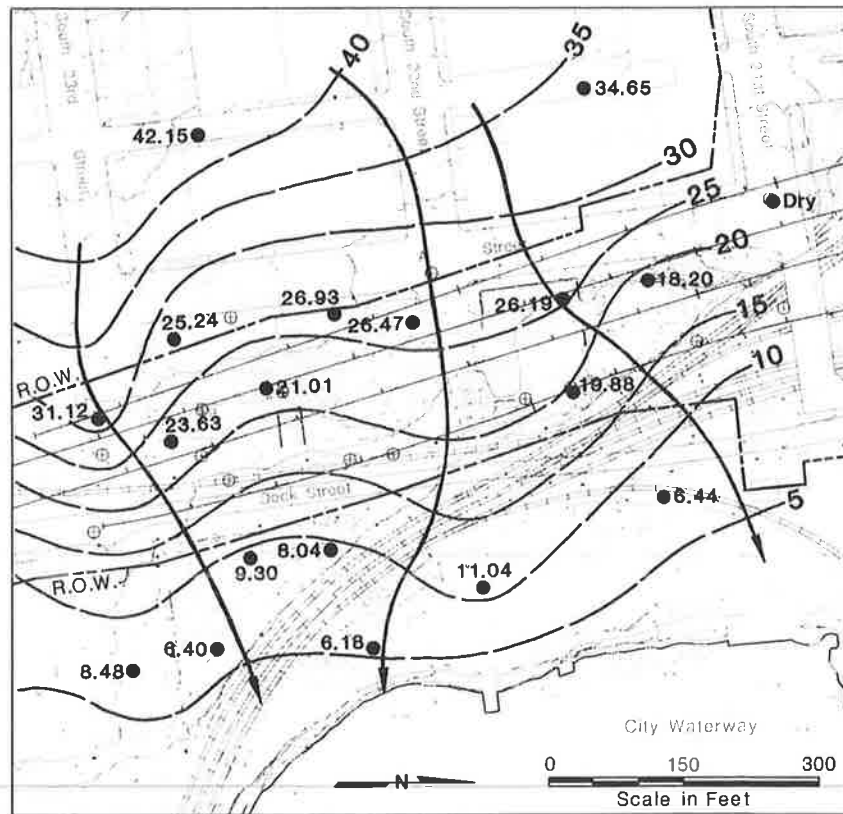 South 23rd
Street
40
South 22nd Street
35
South 21st Street
34.65
42.15
30
25
Dry
Street
20
18.20
26.19
26.93
26.47
25.24
15
R.O.W.
21.01
19.88
10
31.12
23.63
Dock Street
6.44
5
8.04
9.30
R.O.W.
11.04
6.40
6.18
8.48
City Waterway
N
0 150 300
Scale in Feet